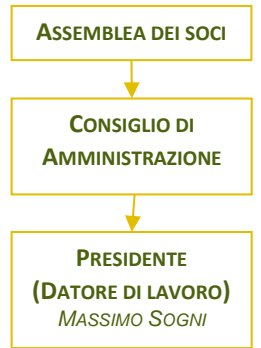 ASSEMBLEA DEI SOCI
CONSIGLIO DI
AMMINISTRAZIONE
PRESIDENTE
(DATORE DI LAVORO)
MASSIMO SOGNI